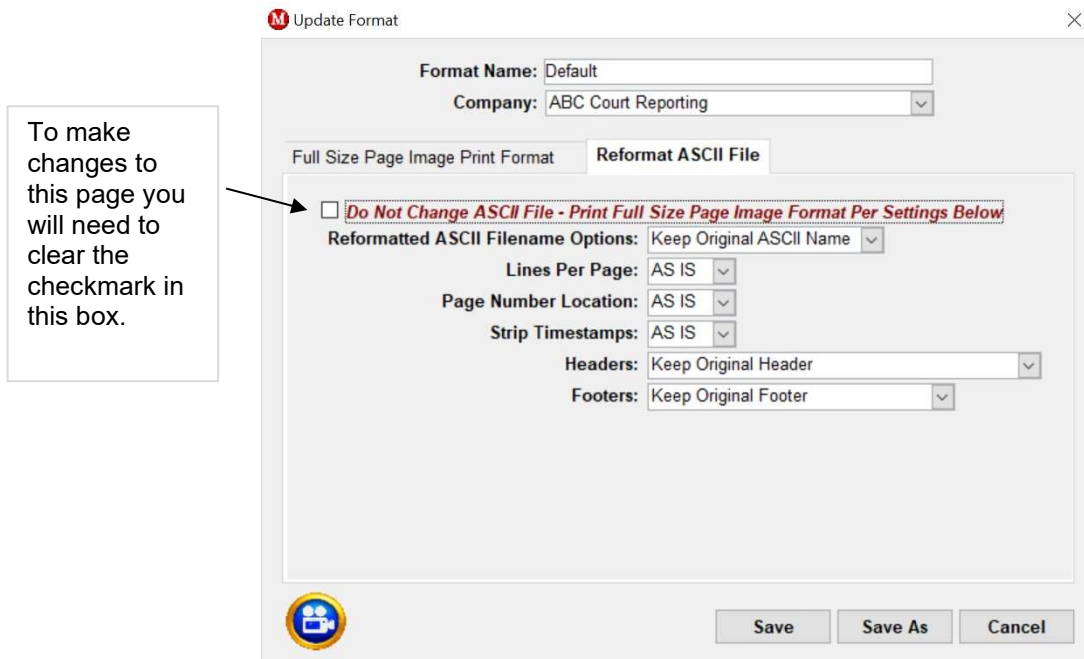 M Update Format
Format Name: Default
Company: ABC Court Reporting
To make
changes to
this page you
will need to
clear the
checkmark in
this box.
Full Size Page Image Print Format Reformat ASCII File
Do Not Change ASCII File - Print Full Size Page Image Format Per Settings Below
Reformatted ASCII Filename Options: Keep Original ASCII Name
Lines Per Page: AS IS
Page Number Location: AS IS
Strip Timestamps: AS IS
Headers: Keep Original Header
Footers: Keep Original Footer
Save Save As Cancel